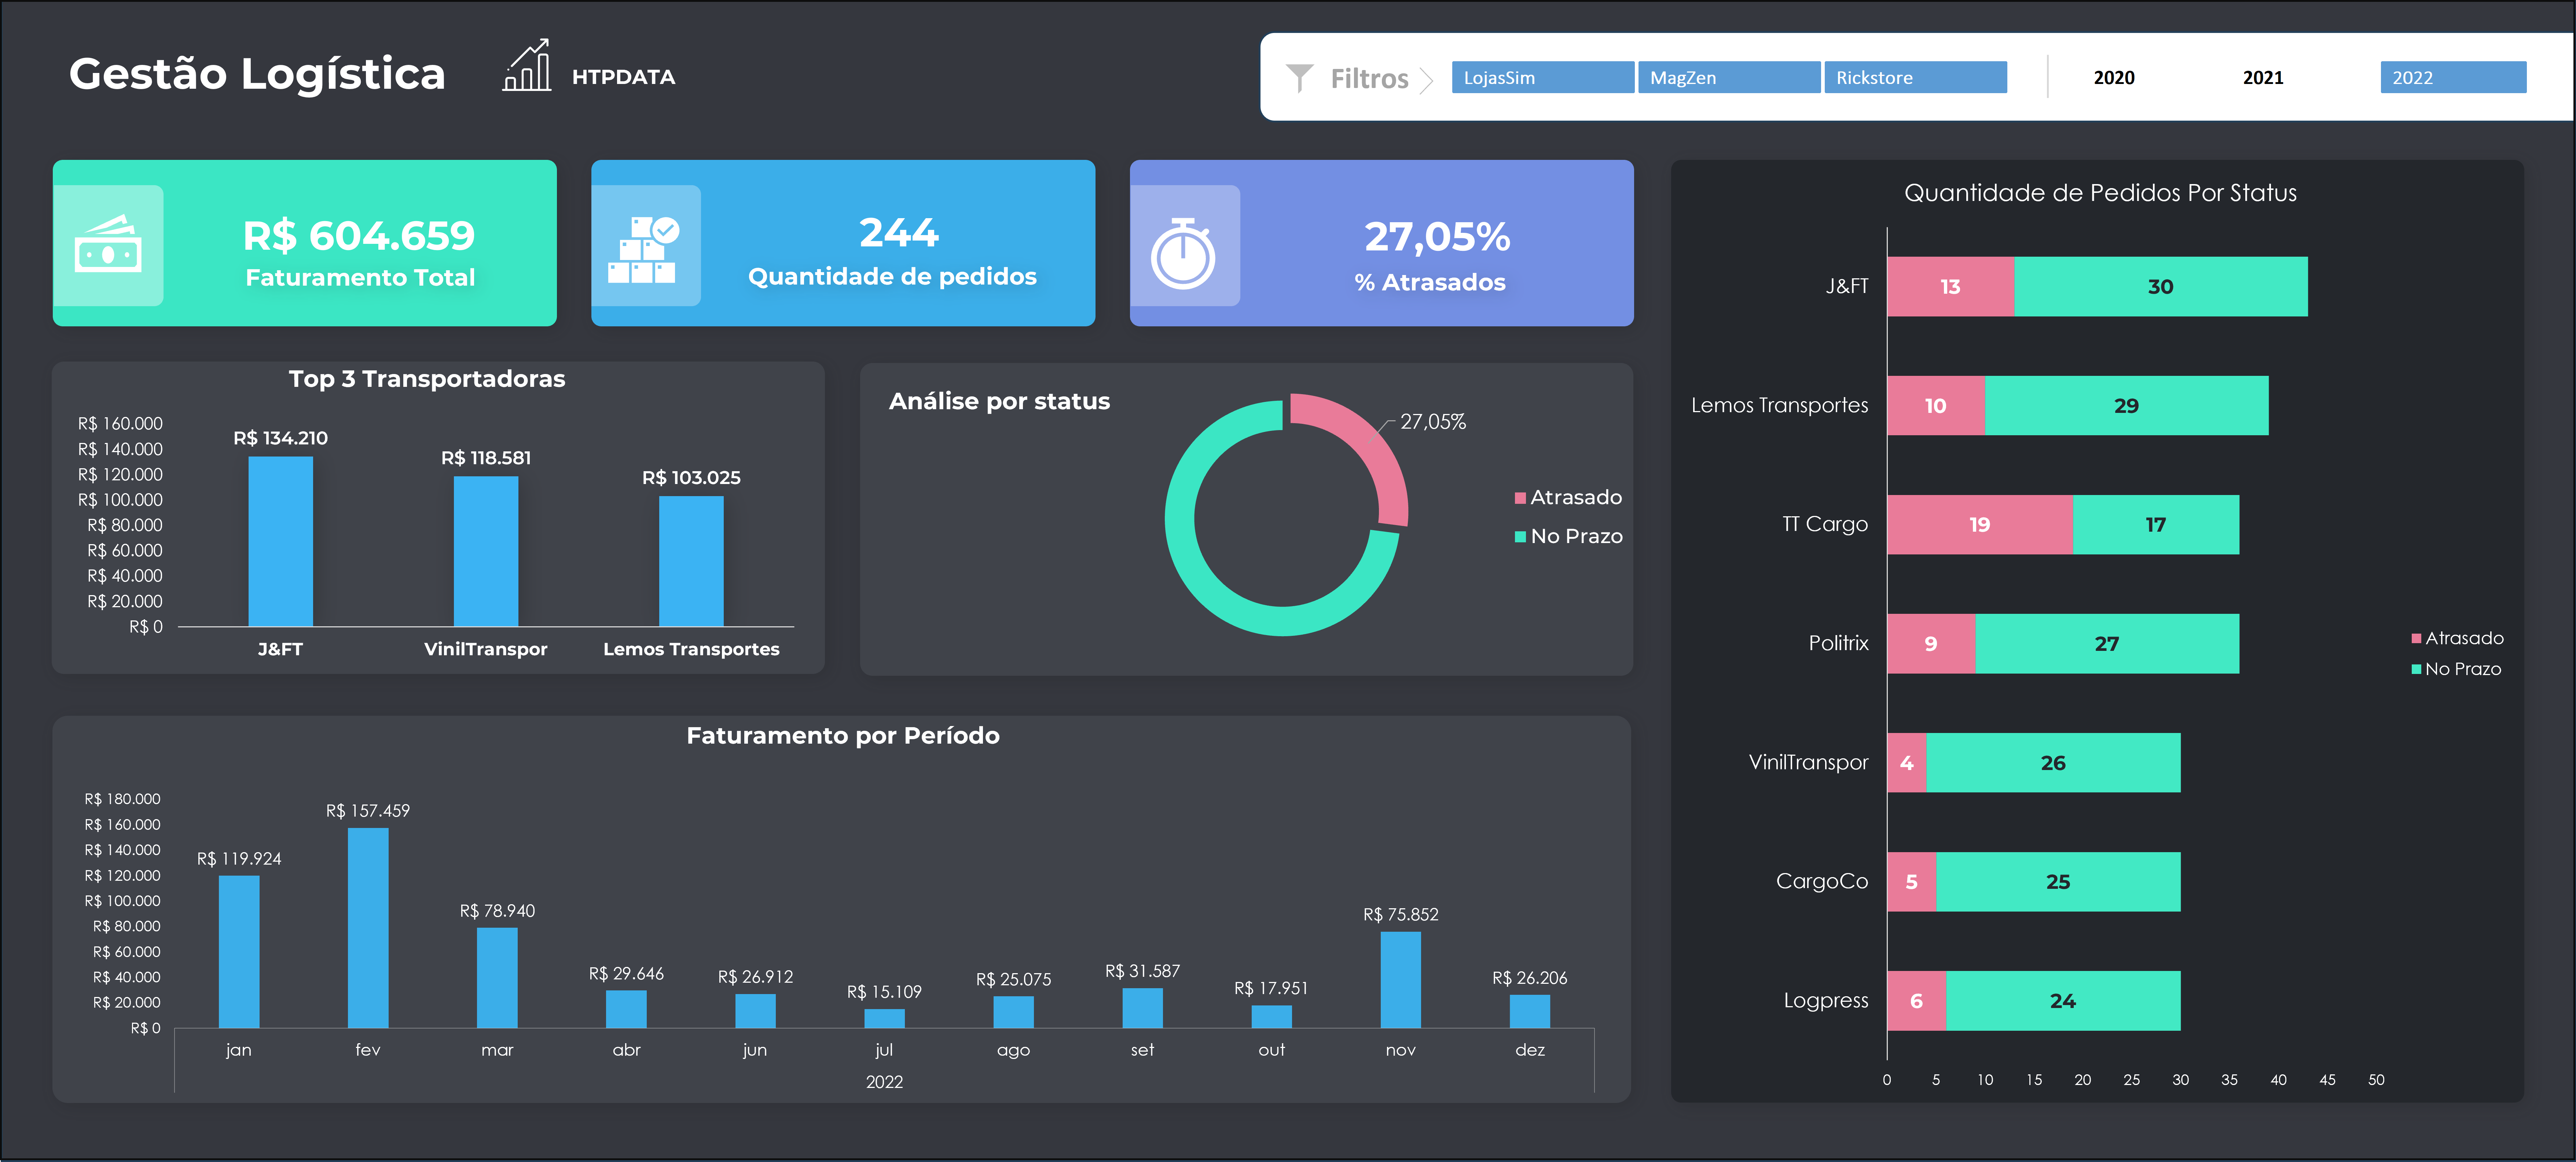 Gestão Logística
HTPDATA
Filtros
LojasSim
MagZen
Rickstore
2020
2021
2022
R$ 604.659
Faturamento Total
244
Quantidade de pedidos
27,05%
% Atrasados
Top 3 Transportadoras
R$ 160.000
R$ 140.000
R$ 120.000
R$ 100.000
R$ 80.000
R$ 60.000
R$ 40.000
R$ 20.000
R$ 0
R$ 134.210
R$ 118.581
R$ 103.025
J&FT
VinilTranspor
Lemos Transportes
Análise por status
27,05%
Atrasado
No Prazo
Faturamento por Período
R$ 180.000
R$ 160.000
R$ 140.000
R$ 120.000
R$ 100.000
R$ 80.000
R$ 60.000
R$ 40.000
R$ 20.000
R$ 0
R$ 119.924
R$ 157.459
R$ 78.940
R$ 29.646
R$ 26.912
R$ 15.109
R$ 25.075
R$ 31.587
R$ 17.951
R$ 75.852
R$ 26.206
jan
fev
mar
abr
jun
jul
ago
set
out
nov
dez
2022
Quantidade de Pedidos Por Status
J&FT
13
30
Lemos Transportes
10
29
TT Cargo
19
17
Politrix
9
27
VinilTranspor
4
26
CargoCo
5
25
Logpress
6
24
0
5
10
15
20
25
30
35
40
45
50
Atrasado
No Prazo